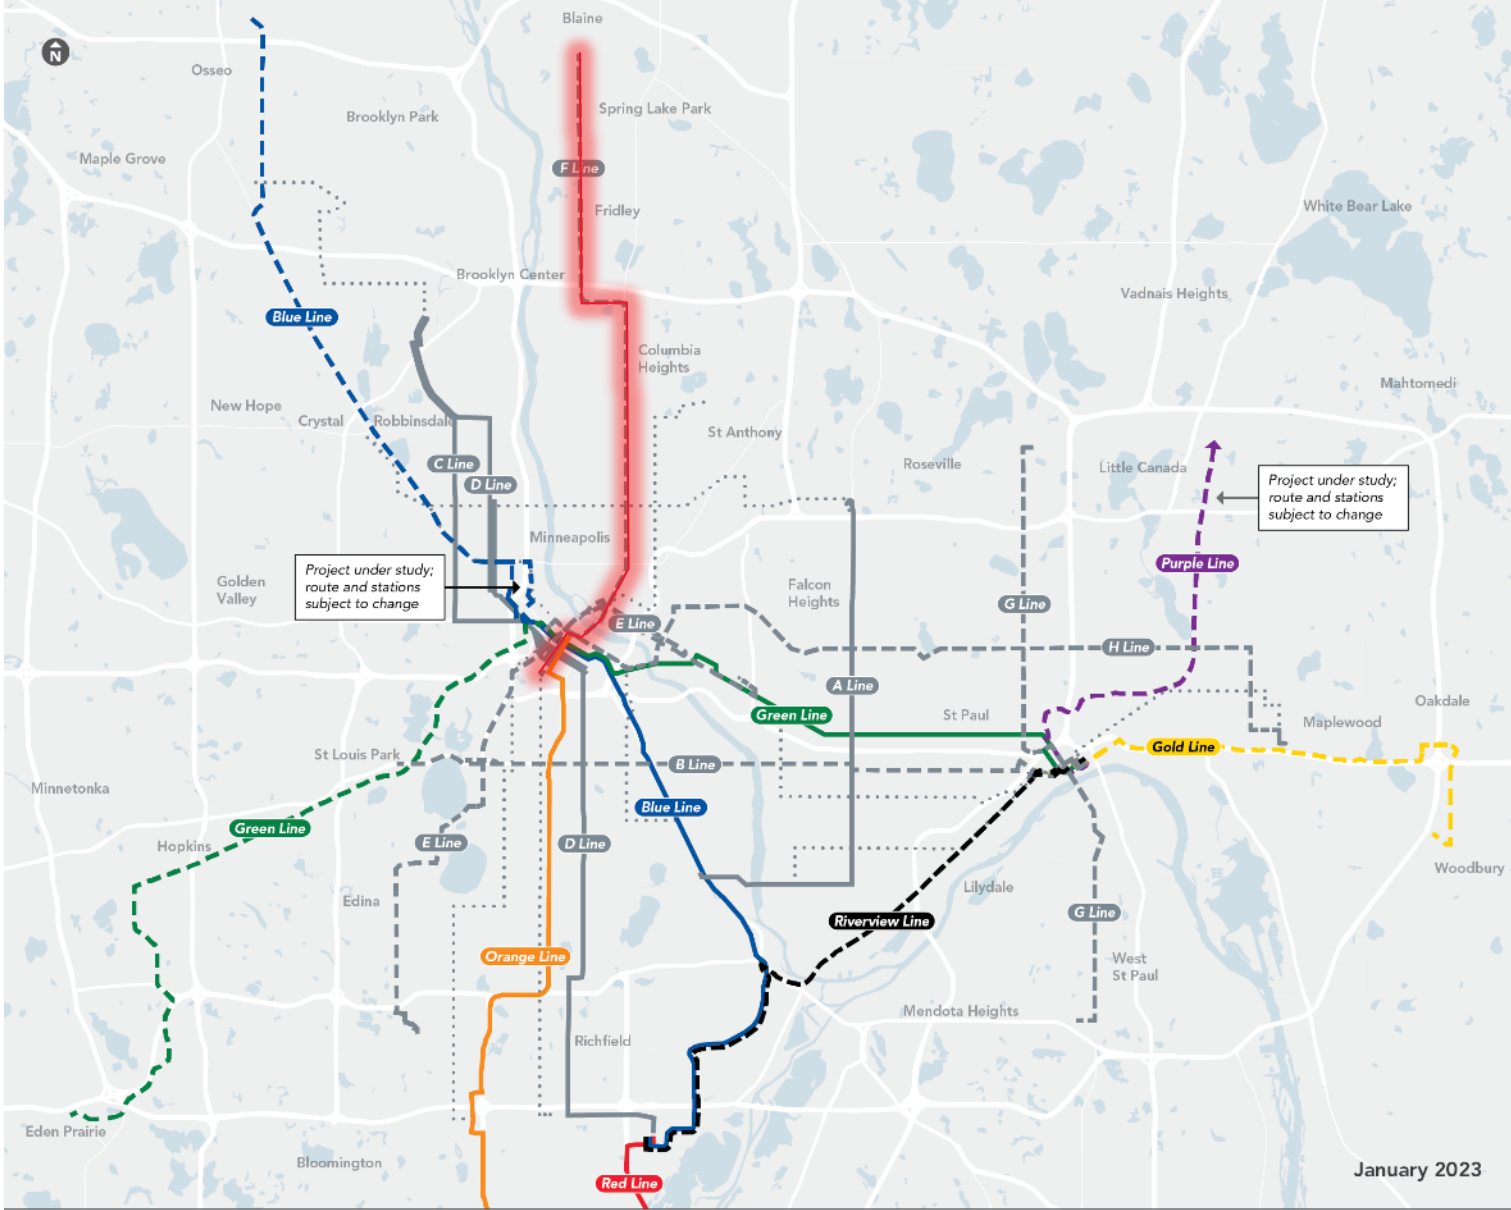 N
Blaine
Osseo
Spring Lake Park
Brooklyn Park
Maple Grove
F Line
Fridley
White Bear Lake
Brooklyn Center
Vadnais Heights
Blue Line
Columbia
Heights
Mahtomedi
New Hope
Crystal
Robbinsdale
St Anthony
C Line
Roseville
Little Canada
D Line
Project under study;
route and stations
subject to change
Minneapolis
Purple Line
Project under study;
route and stations
subject to change
Golden
Valley
Falcon
Heights
G Line
E Line
H Line
A Line
Green Line
St Paul
Oakdale
Maplewood
St Louis Park
Gold Line
B Line
Minnetonka
Blue Line
Green Line
Hopkins
E Line
D Line
Woodbury
Lilydale
Edina
G Line
Riverview Line
Orange Line
West
St Paul
Mendota Heights
Richfield
Eden Prairie
Bloomington
January 2023
Red Line